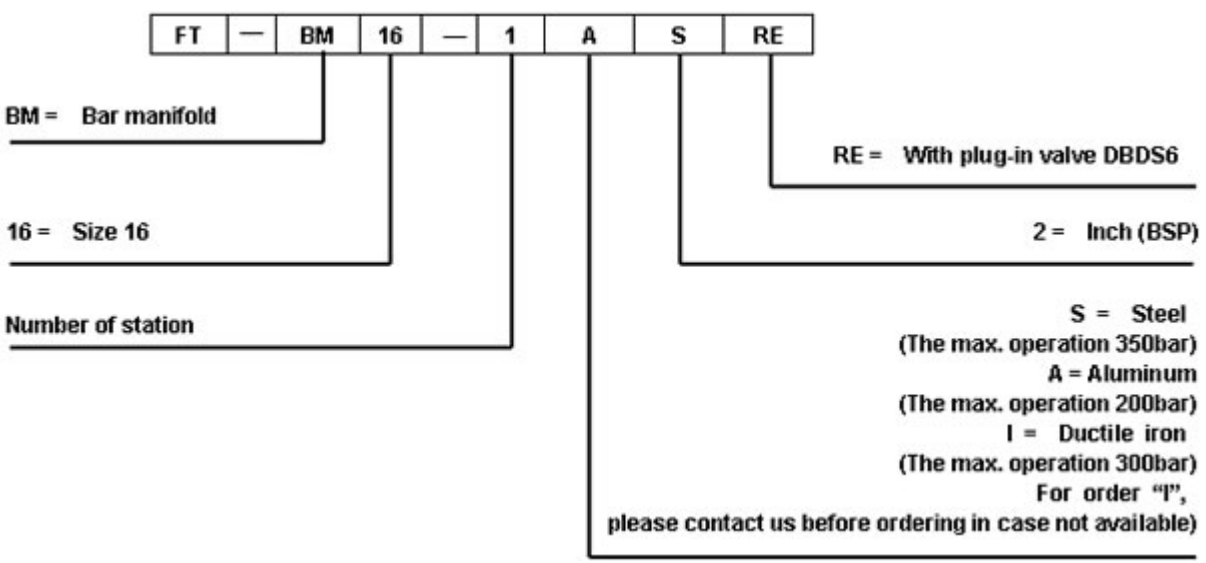 FT — BM 16 — 1 A S RE
BM = Bar manifold
RE = With plug-in valve DBDS6
16 = Size 16
2 = Inch (BSP)
Number of station
S = Steel
(The max. operation 350bar)
A = Aluminum
(The max. operation 200bar)
I = Ductile iron
(The max. operation 300bar)
For order “I”,
please contact us before ordering in case not available)